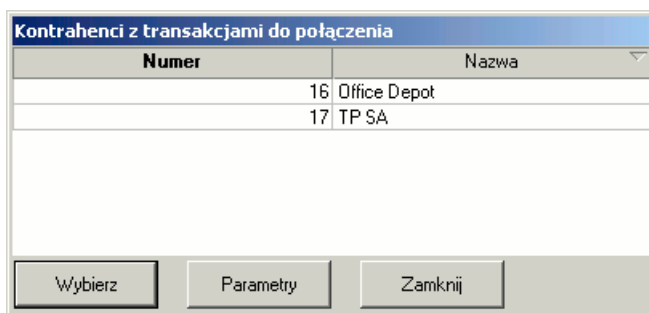 Kontrahenci z transakcjami do połączenia
Numer Nazwa
16 Office Depot
17 TP SA
Wybierz Parametry Zamknij